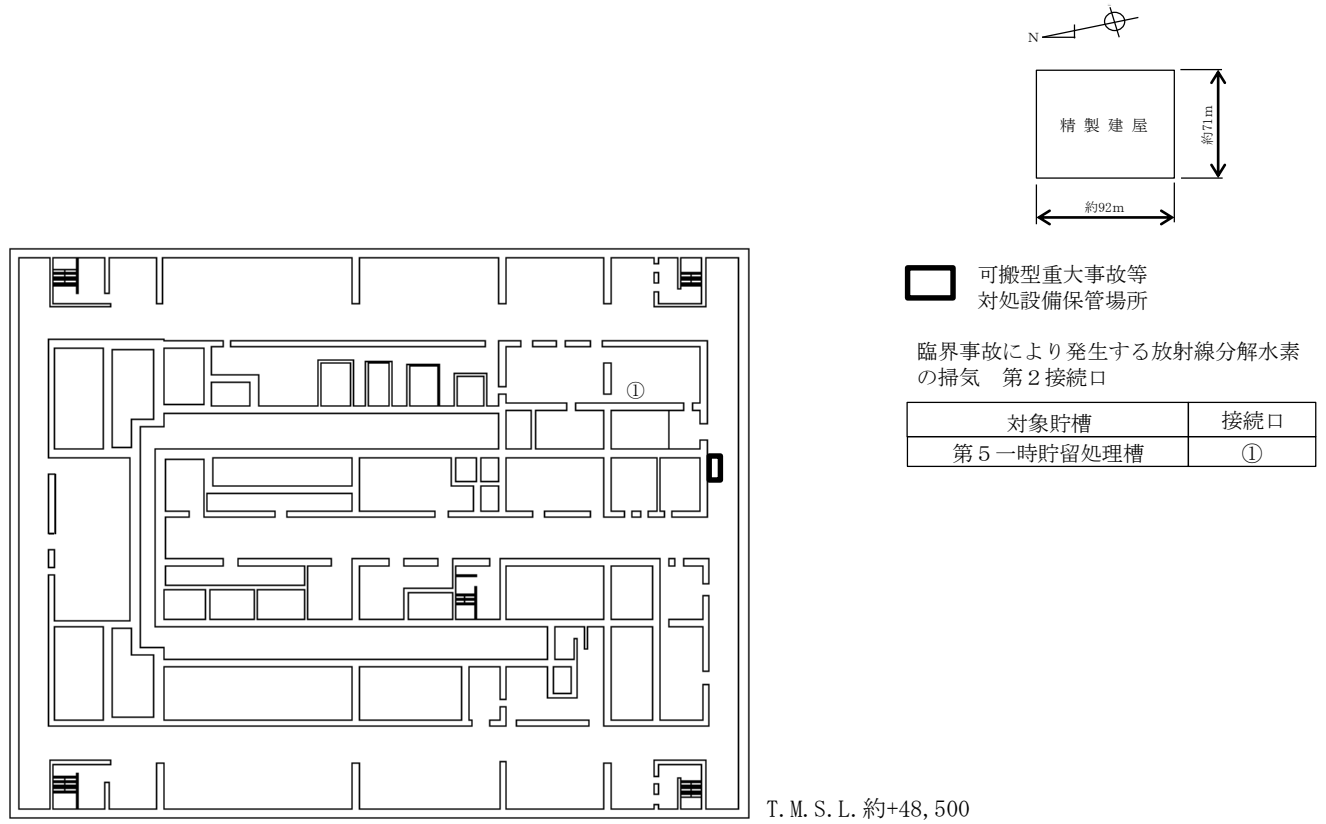 N
精製建屋
約71m
約92m
可搬型重大事故等
対処設備保管場所
臨界事故により発生する放射線分解水素
の掃気　第２接続口
対象貯槽 接続口
第５一時貯留処理槽 ①
①
T.M.S.L.約+48,500